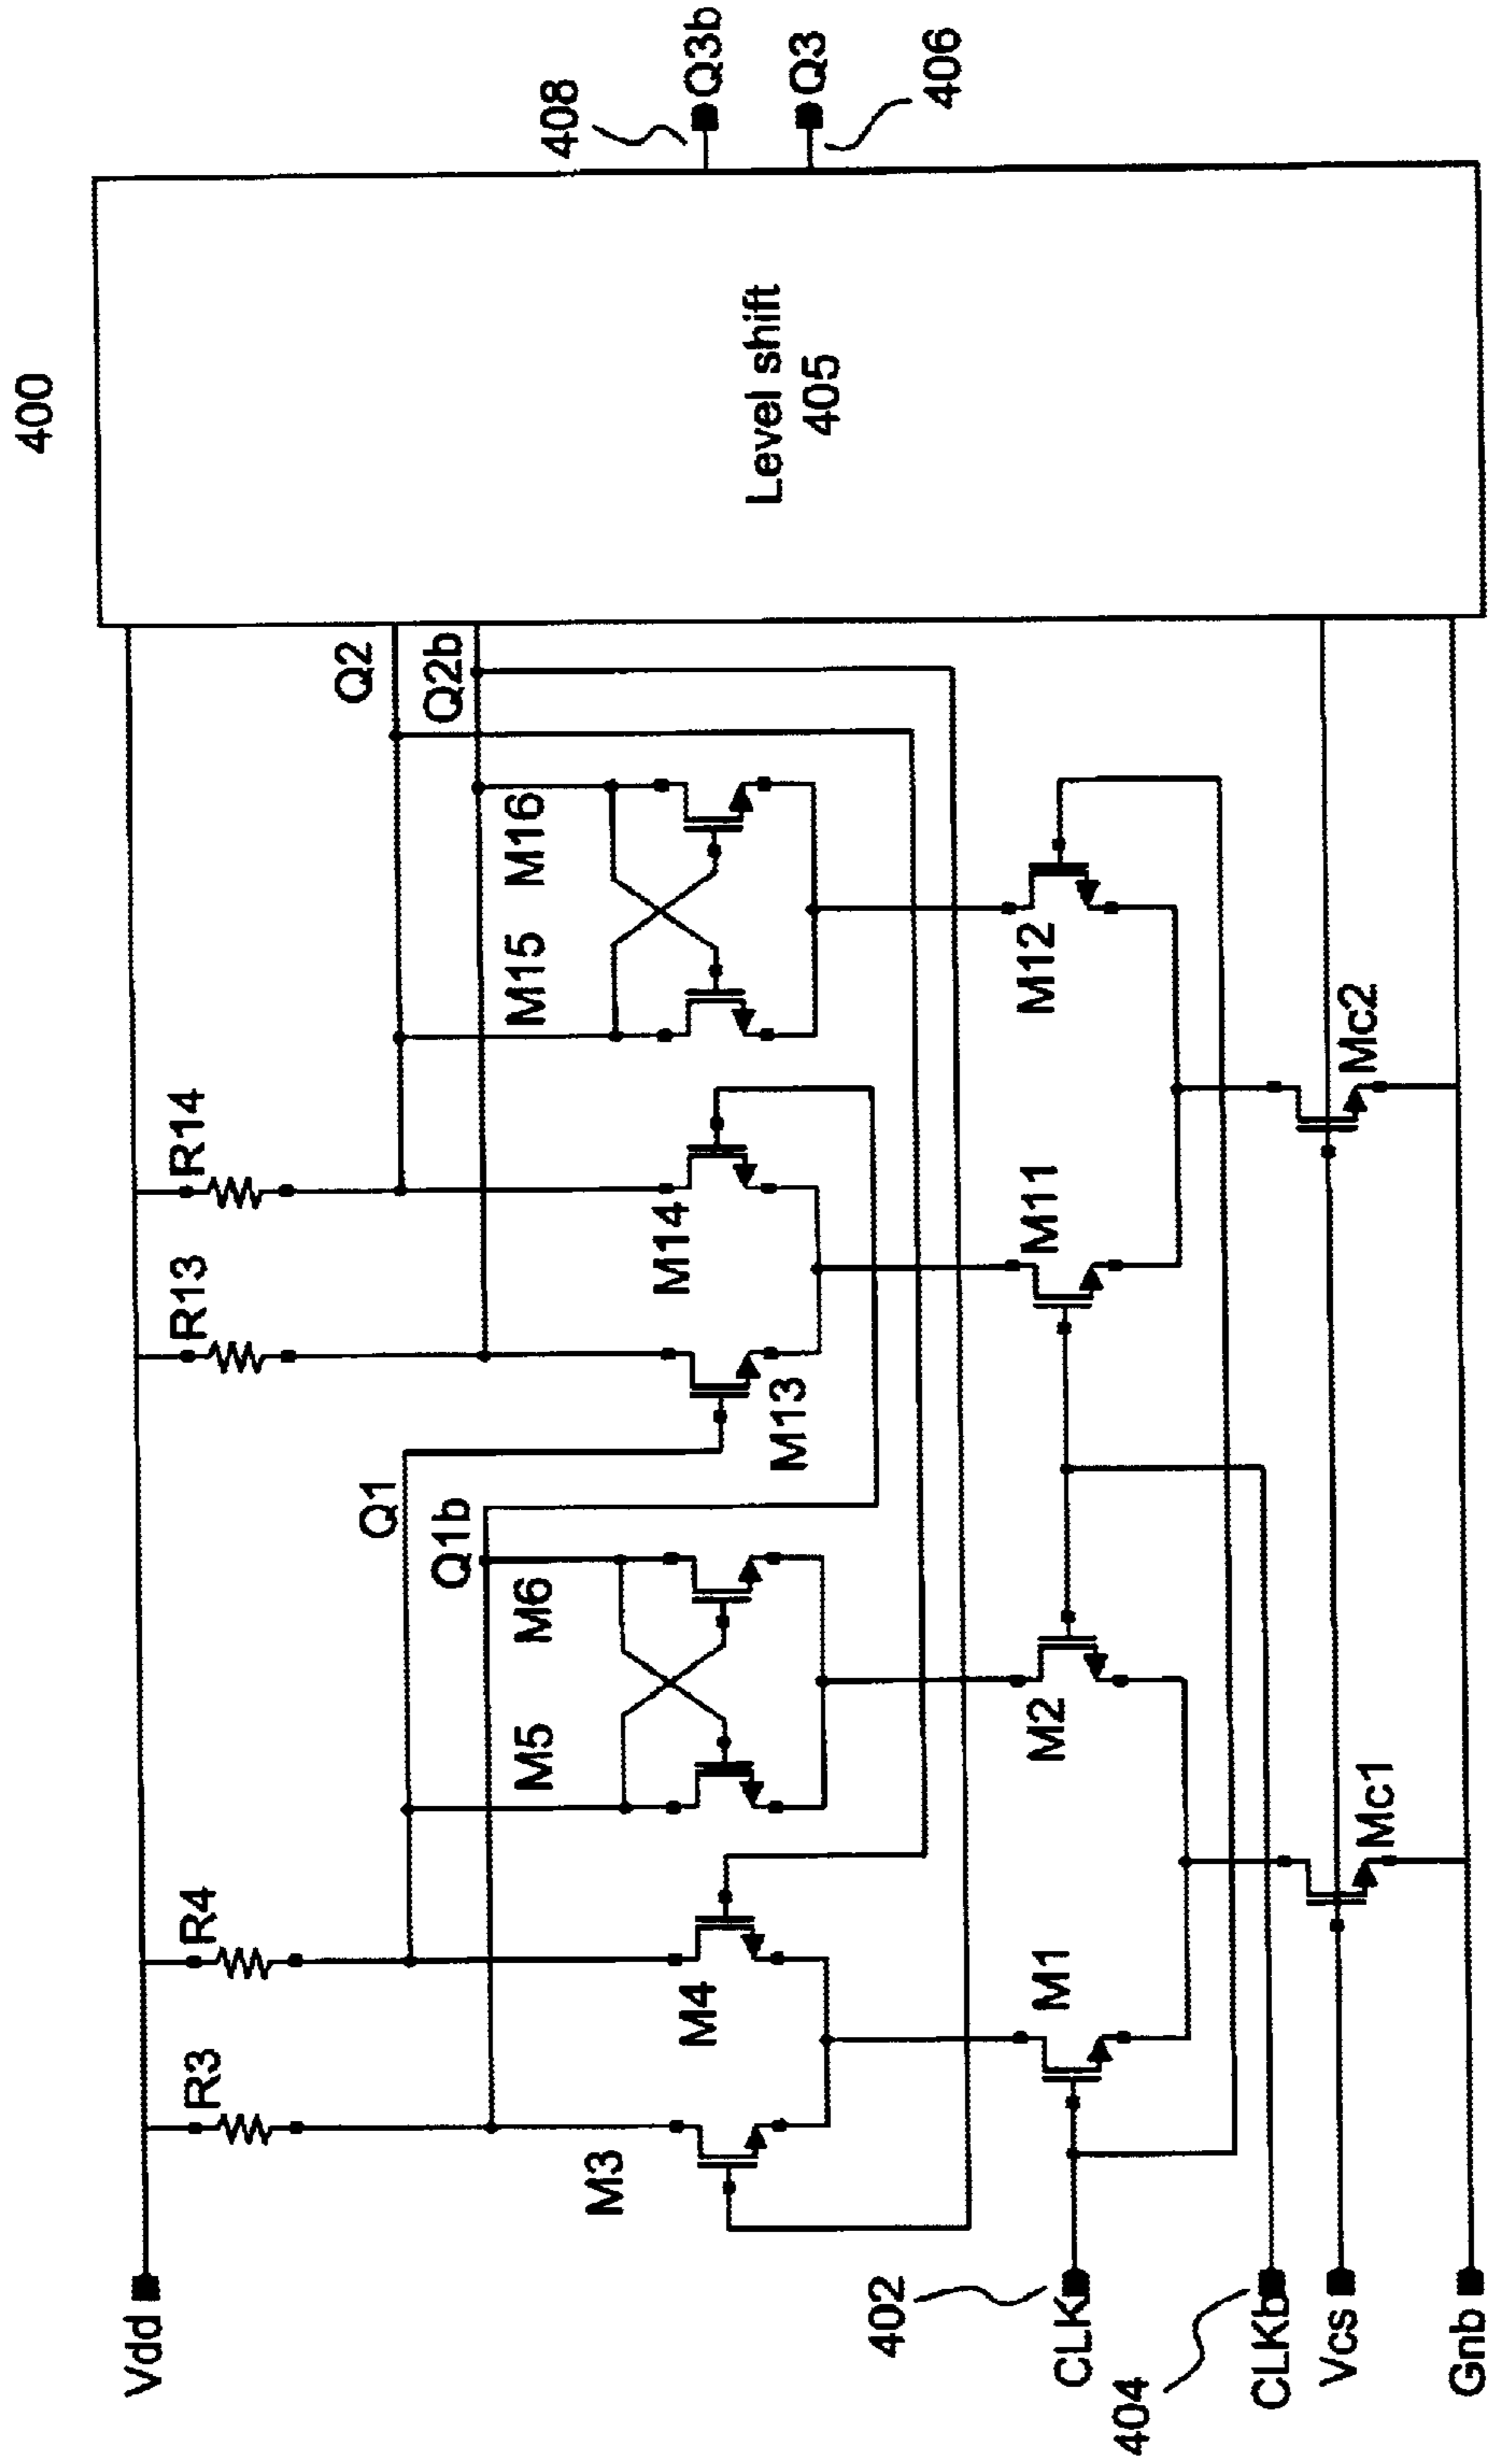 400
Vdd
R3
R4
R13
R14
Q1
Q1b
Q2
Q2b
M3
M4
M5
M6
M13
M14
M15
M16
Level shift
405
408
Q3b
Q3
406
M1
M2
M11
M12
402
CLK
404
CLKb
Vcs
Mc1
Mc2
Gnb